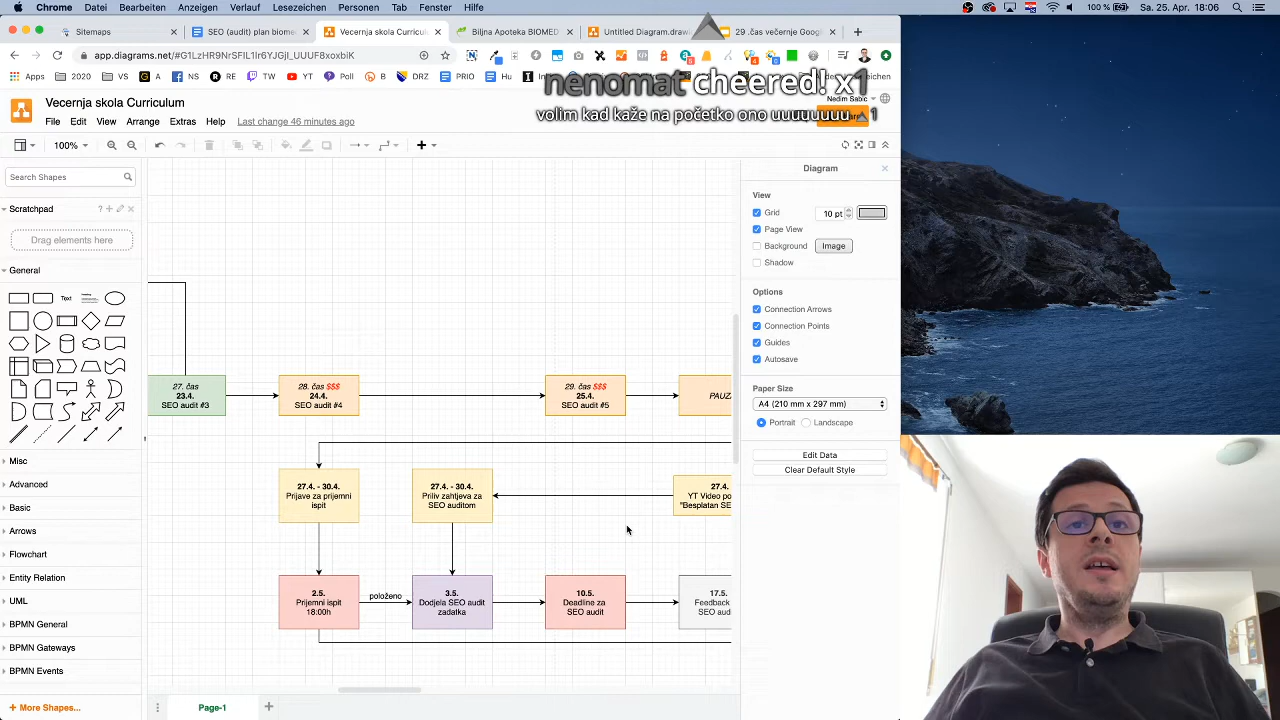 Chrome Datei Bearbeiten Anzeigen Verlauf Lesezeichen Personen Tab Fenster Hilfe
100 % Sa. 25. Apr. 18:06
Sitemaps
SEO (audit) plan biomed
Vecernja skola Curriculu
Biljna Apoteka BIOMED
Untitled Diagram.draw
29 .čas večernje Googl
app.diagrams.net/#G1LzHR9NrSFIL1lr6YJGjl_UUUF8xoxbiK
Apps 2020 A NS RE TW YT Poll B DBS PRIO Hu Int
nenomat cheered! x1
volim kad kaže na početko ono uuuuuuuu 1
Vecernja skola Curriculum
Nedim Sabic
File Edit View Arrange Extras Help Last change 46 minutes ago
100%
Search Shapes
Scratchpad
Drag elements here
General
Text
Misc
Advanced
Basic
Arrows
Flowchart
Entity Relation
UML
BPMN General
BPMN Gateways
BPMN Events
+ More Shapes...
27. čas
23.4.
SEO audit #3
28. čas $$$
24.4.
SEO audit #4
29. čas $$$
25.4.
SEO audit #5
PAUZ
27.4. - 30.4.
Prijave za prijemni
ispit
27.4. - 30.4.
Priliv zahtjeva za
SEO auditom
27.4.
YT Video po
"Besplatan SE
2.5.
Prijemni ispit
18:00h
položeno
3.5.
Dodjela SEO audit
zadatka
10.5.
Deadline za
SEO audit
17.5.
Feedback
SEO aud
Page-1
Diagram
View
Grid 10 pt
Page View
Background Image
Shadow
Options
Connection Arrows
Connection Points
Guides
Autosave
Paper Size
A4 (210 mm x 297 mm)
Portrait Landscape
Edit Data
Clear Default Style